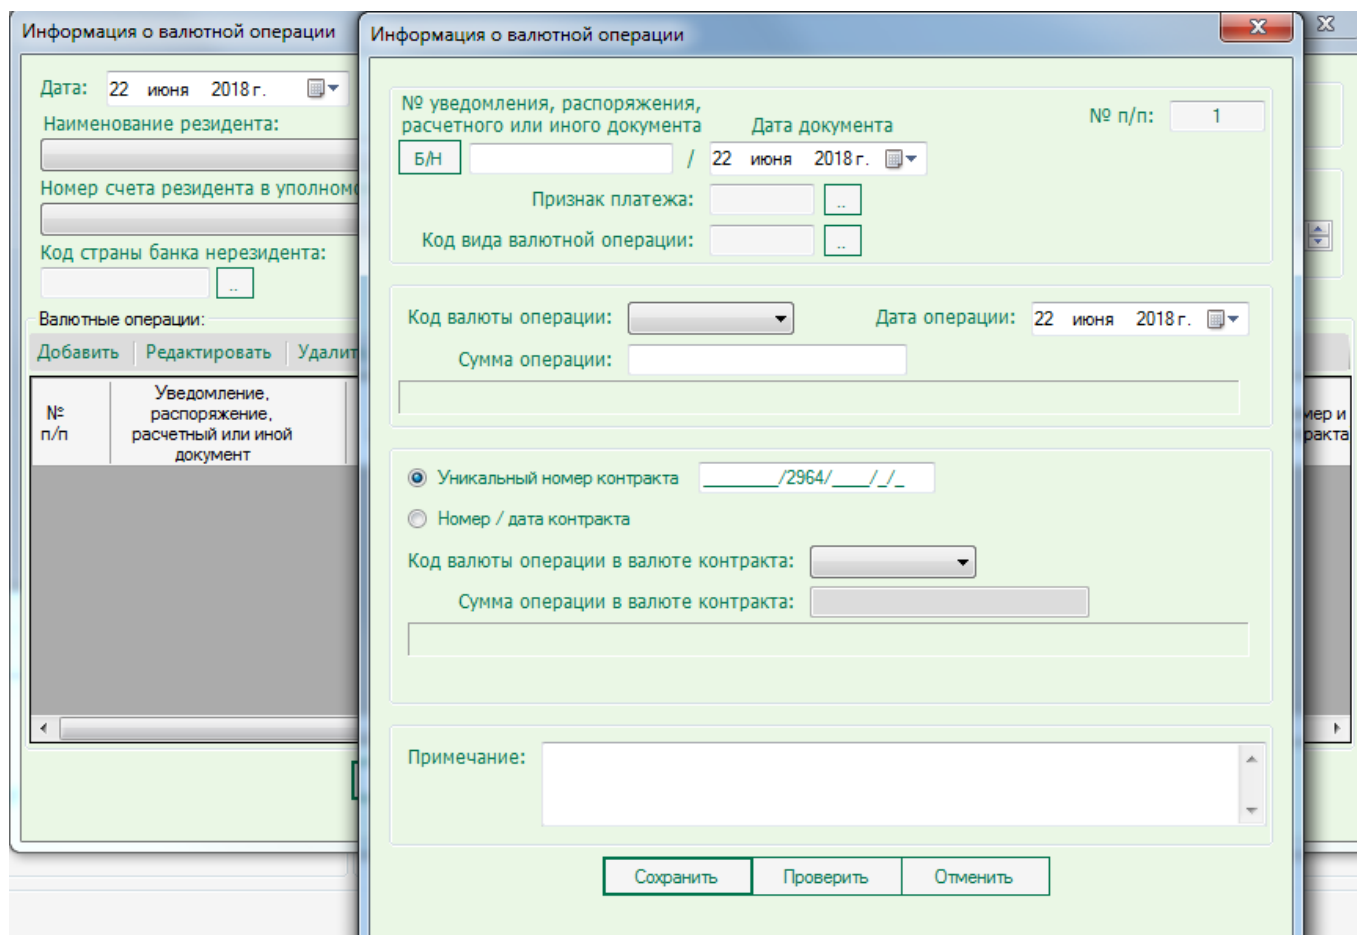 Информация о валютной операции
Дата: 22 июня 2018 г.
Наименование резидента:
Номер счета резидента в
Код страны банка нерезидента:
..
Валютные операции:
Добавить Редактировать
№ п/п
Уведомление,
распоряжение,
расчетный или иной
документ
Информация о валютной операции
№ уведомления, распоряжения,
расчетного или иного документа
Дата документа
№ п/п: 1
Б/Н / 22 июня 2018 г.
Признак платежа: ..
Код вида валютной операции: ..
Код валюты операции: Дата операции: 22 июня 2018 г.
Сумма операции:
Уникальный номер контракта ________/2964/____/_/_
Номер / дата контракта
Код валюты операции в валюте контракта:
Сумма операции в валюте контракта:
Примечание:
Сохранить Проверить Отменить